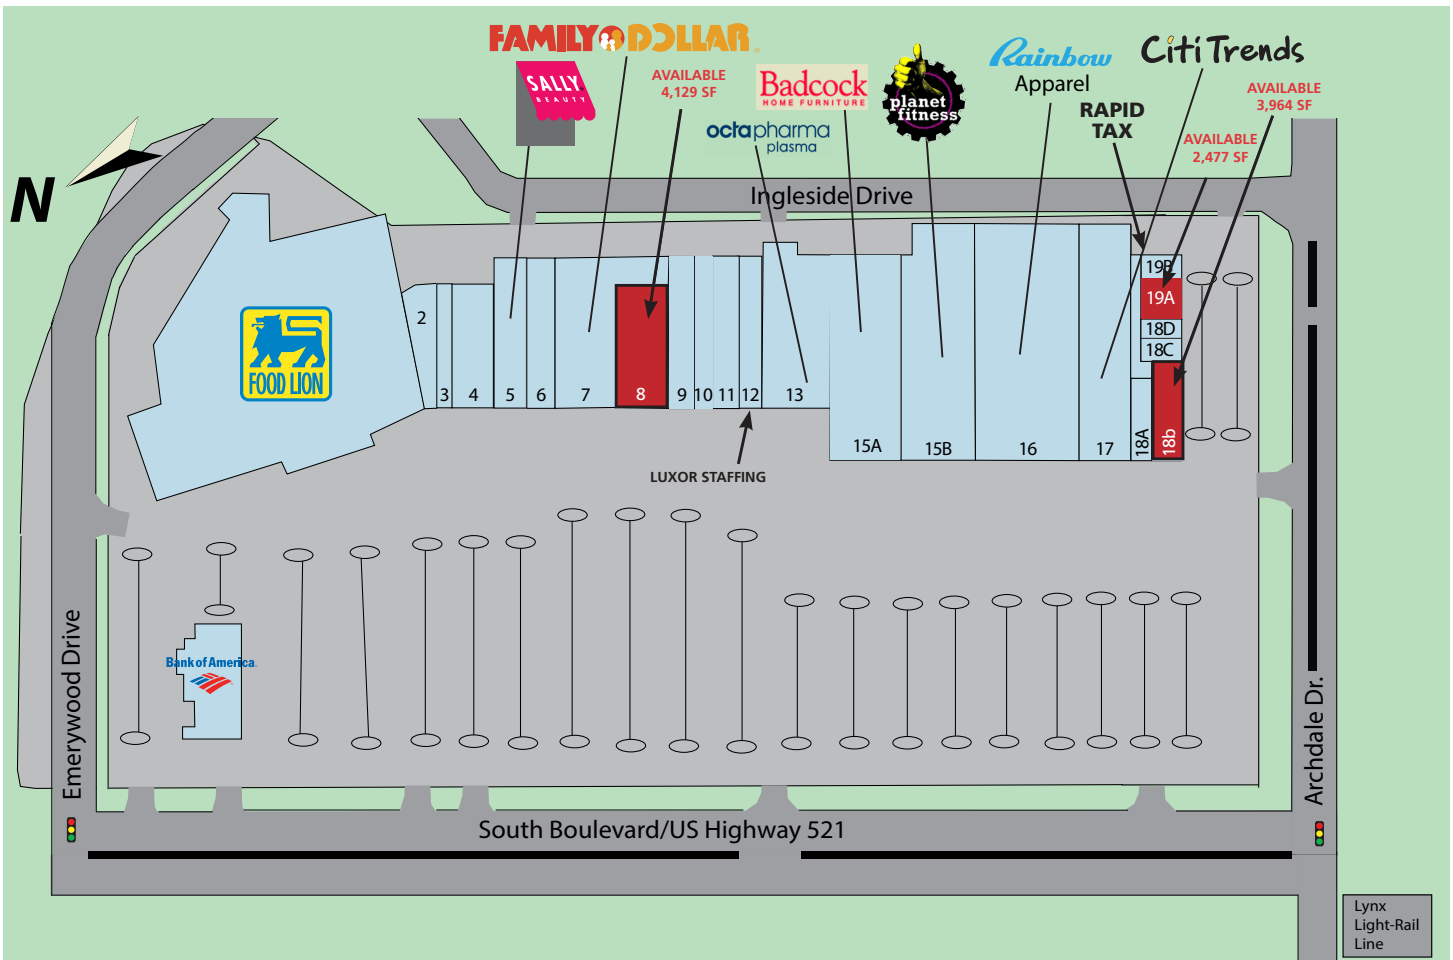 FAMILY DOLLAR
SALLY
BEAUTY
AVAILABLE
4,129 SF
Badcock
HOME FURNITURE
octapharma
plasma
planet
fitness
Rainbow
Apparel
Citi Trends
RAPID
TAX
AVAILABLE
3,964 SF
AVAILABLE
2,477 SF
N
Ingleside Drive
FOOD LION
2
3
4
5
6
7
8
9
10
11
12
13
15A
15B
16
17
18A
18b
18C
18D
19A
19B
LUXOR STAFFING
Bank of America
Emerywood Drive
Archdale Dr.
South Boulevard/US Highway 521
Lynx
Light-Rail
Line